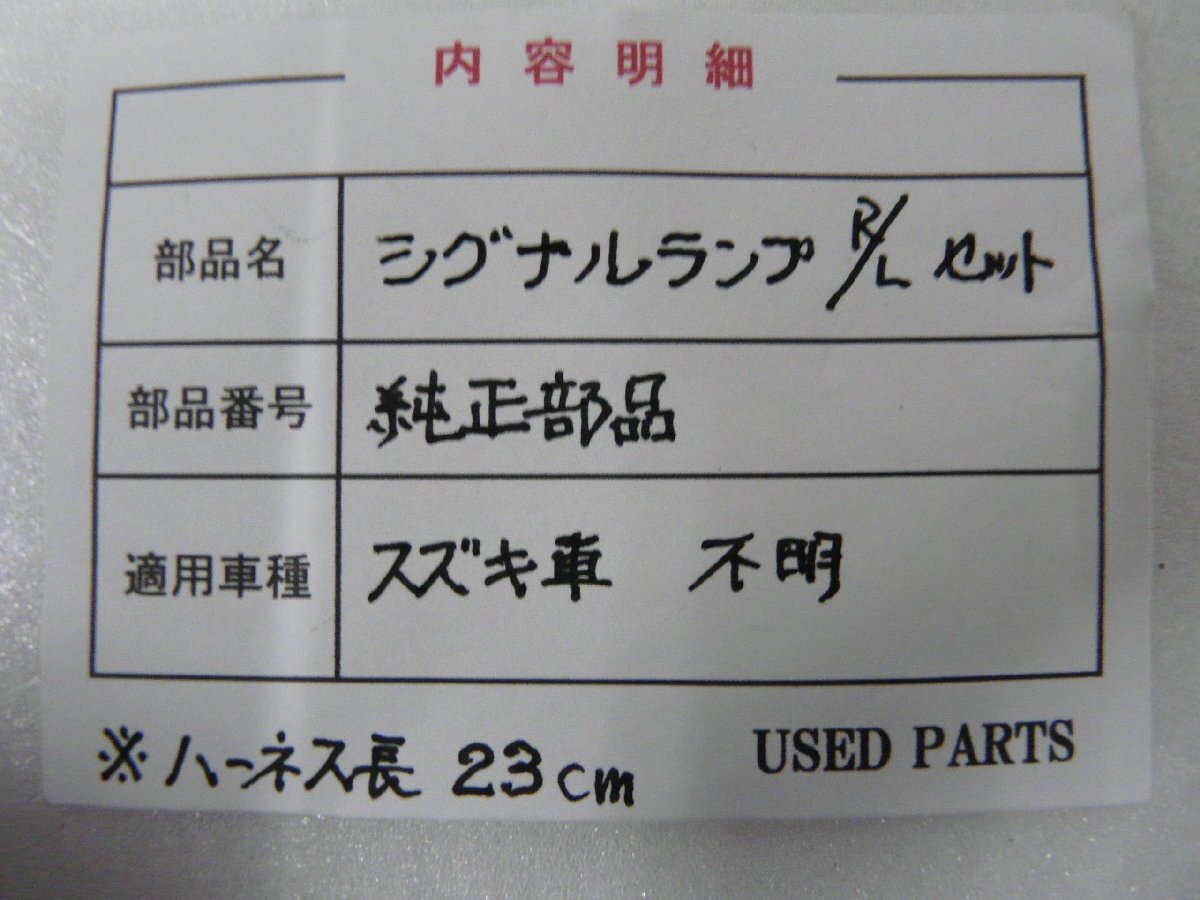 内容明細
部品名 シグナルランプ R/L セット
部品番号 純正部品
適用車種 スズキ車 不明
※ハーネス長 23cm
USED PARTS